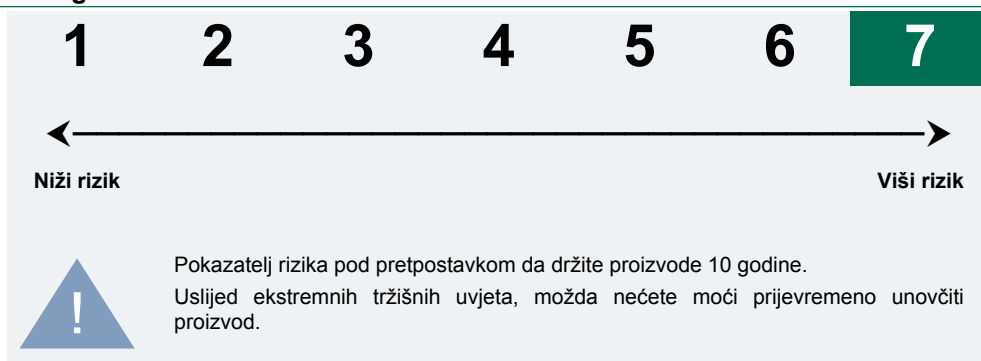 1 2 3 4 5 6 7
Niži rizik Viši rizik
Pokazatelj rizika pod pretpostavkom da držite proizvode 10 godine.
! Uslijed ekstremnih tržišnih uvjeta, možda nećete moći prijevremeno unovčiti
proizvod.